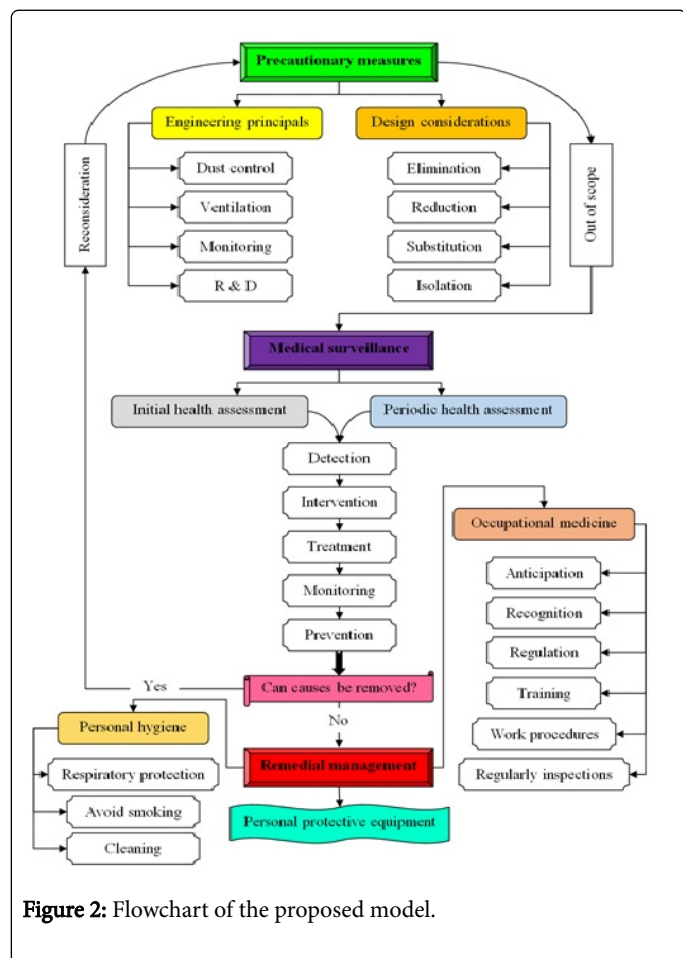 Precautionary measures
Engineering principals
Design considerations
Reconsideration
Out of scope
Dust control
Ventilation
Monitoring
R & D
Elimination
Reduction
Substitution
Isolation
Medical surveillance
Initial health assessment
Periodic health assessment
Detection
Intervention
Treatment
Monitoring
Prevention
Occupational medicine
Anticipation
Recognition
Regulation
Training
Work procedures
Regularly inspections
Can causes be removed?
Yes
No
Personal hygiene
Respiratory protection
Avoid smoking
Cleaning
Remedial management
Personal protective equipment
Figure 2: Flowchart of the proposed model.